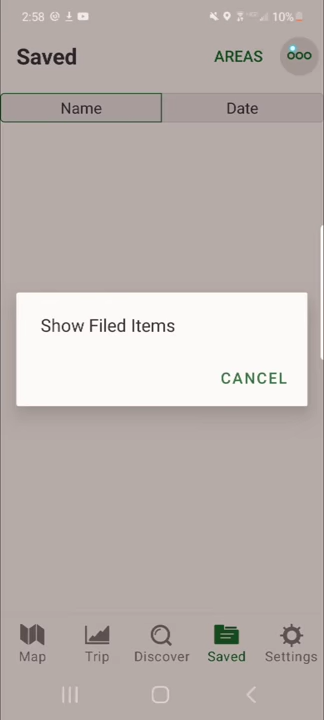 2:58 10%
Saved AREAS
Name Date
Show Filed Items
CANCEL
Map Trip Discover Saved Settings